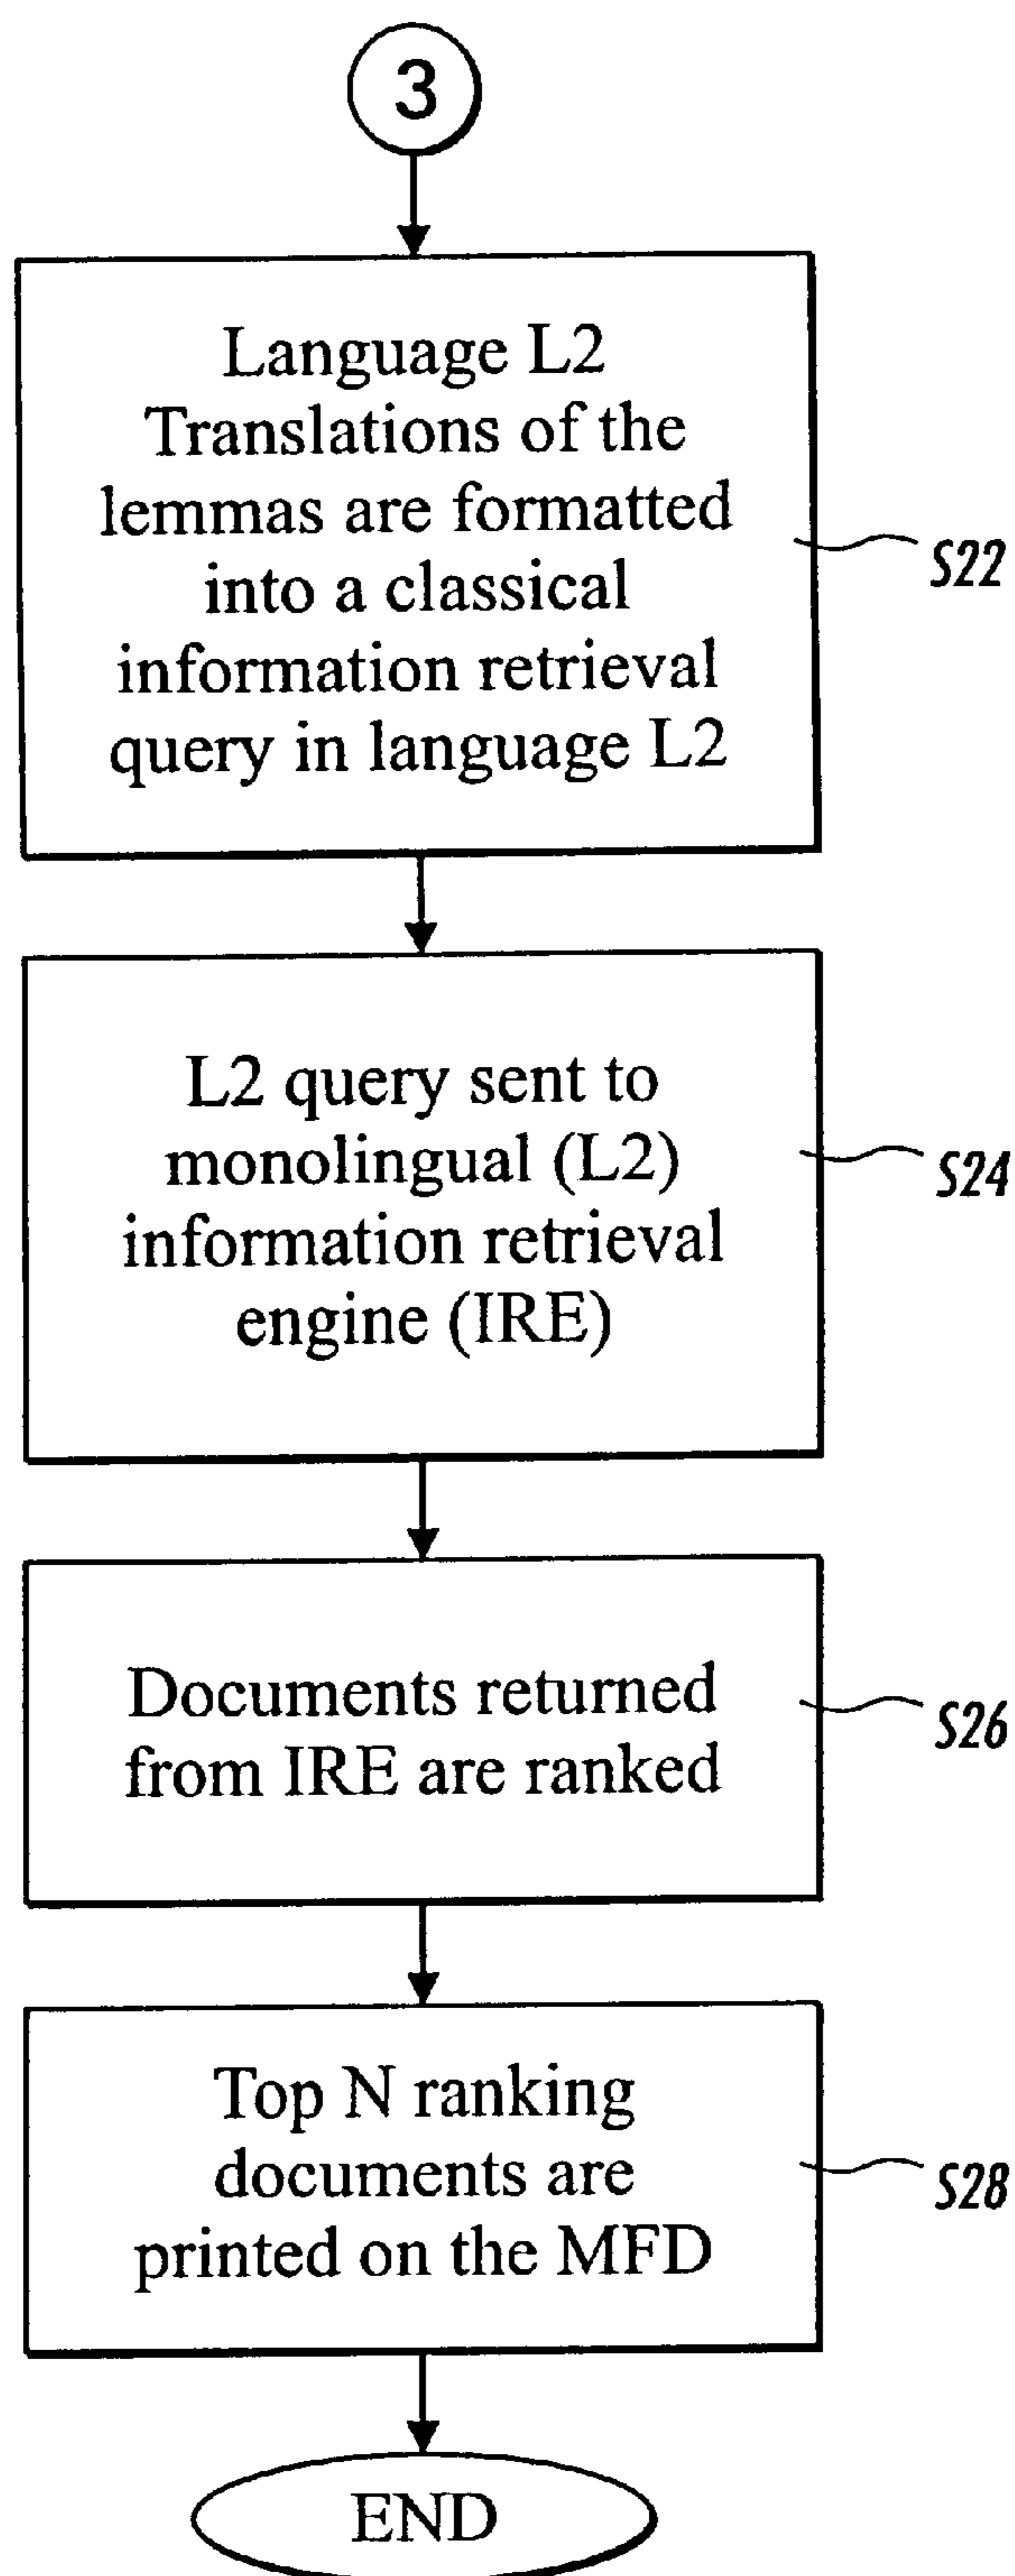 3
Language L2
Translations of the
lemmas are formatted
into a classical
information retrieval
query in language L2
S22
L2 query sent to
monolingual (L2)
information retrieval
engine (IRE)
S24
Documents returned
from IRE are ranked
S26
Top N ranking
documents are
printed on the MFD
S28
END